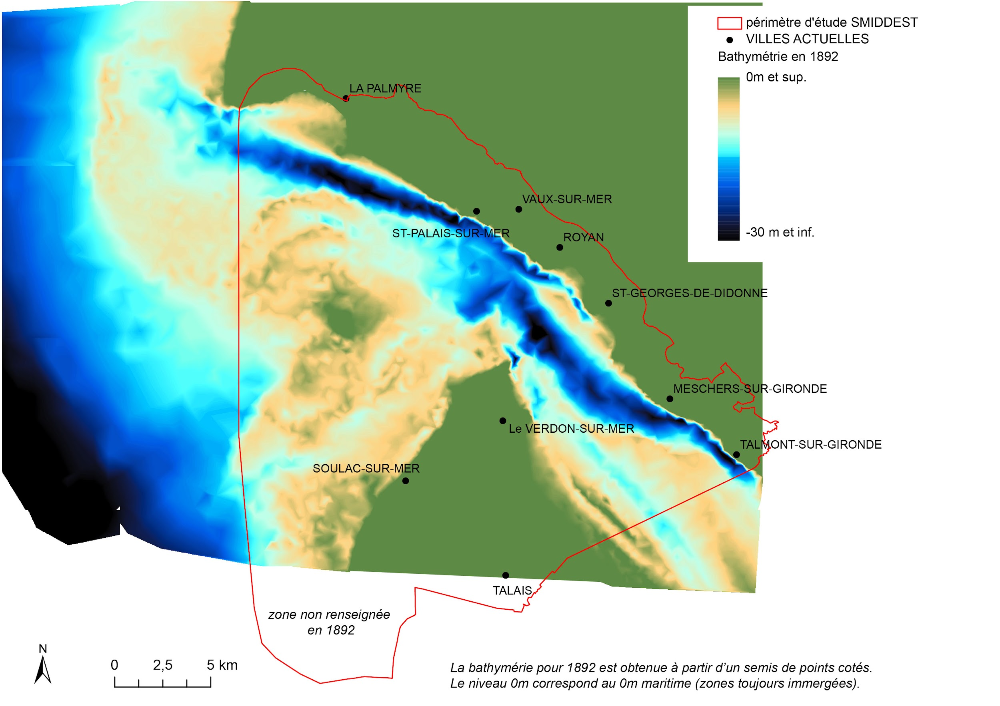 périmètre d'étude SMIDDEST
VILLES ACTUELLES
Bathymétrie en 1892
0m et sup.
-30 m et inf.
LA PALMYRE
VAUX-SUR-MER
ST-PALAIS-SUR-MER
ROYAN
ST-GEORGES-DE-DIDONNE
MESCHERS-SUR-GIRONDE
Le VERDON-SUR-MER
TALMONT-SUR-GIRONDE
SOULAC-SUR-MER
TALAIS
zone non renseignée
en 1892
N
0 2,5 5 km
La bathymérie pour 1892 est obtenue à partir d’un semis de points cotés.
Le niveau 0m correspond au 0m maritime (zones toujours immergées).